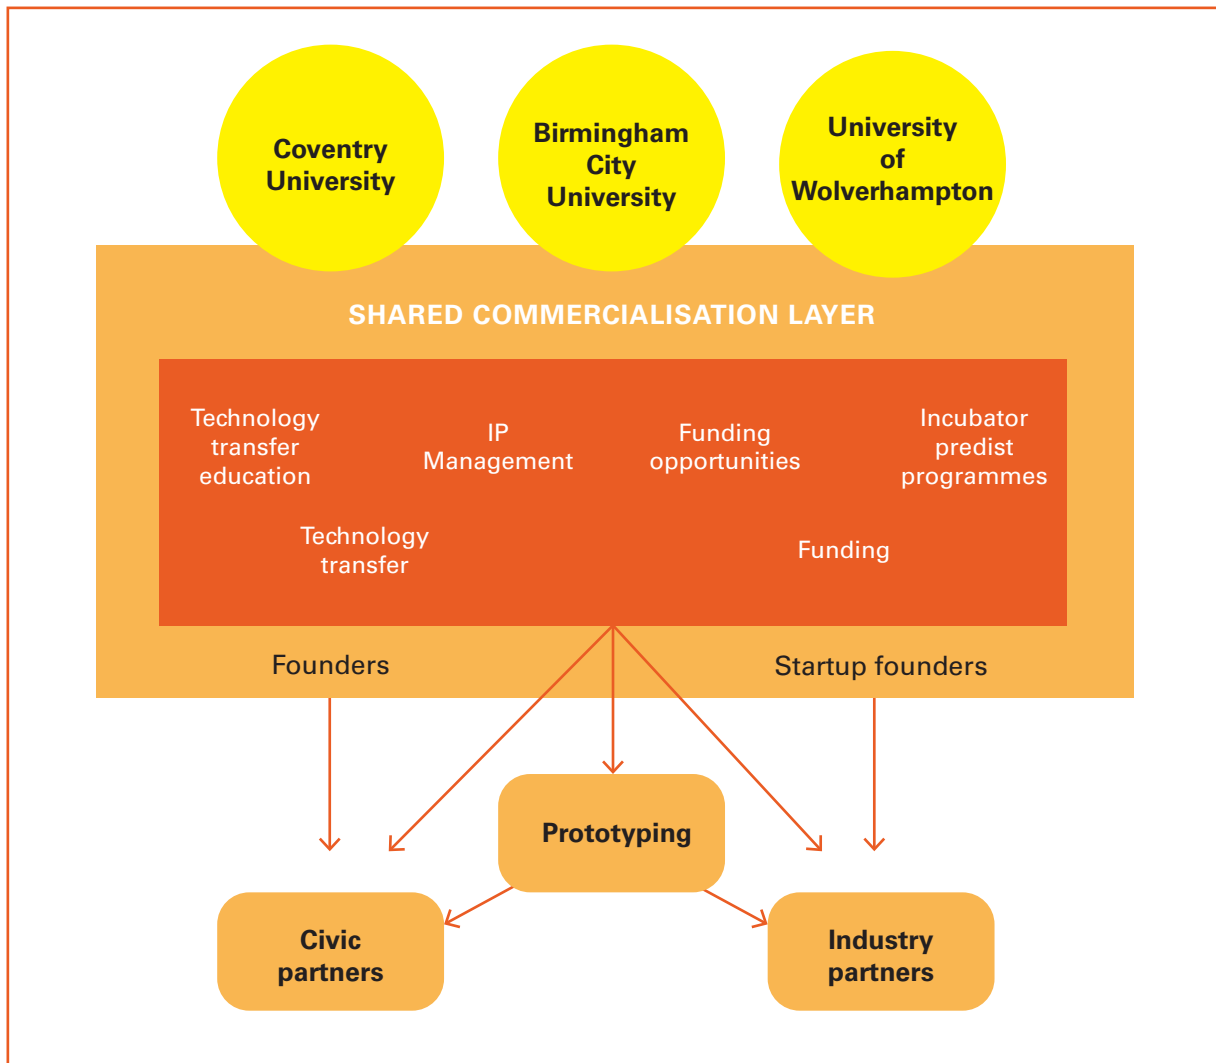 Coventry
University
Birmingham
City
University
University
of
Wolverhampton
SHARED COMMERCIALISATION LAYER
Technology
transfer
education
IP
Management
Funding
opportunities
Incubator
predist
programmes
Technology
transfer
Funding
Founders
Startup founders
Prototyping
Civic
partners
Industry
partners